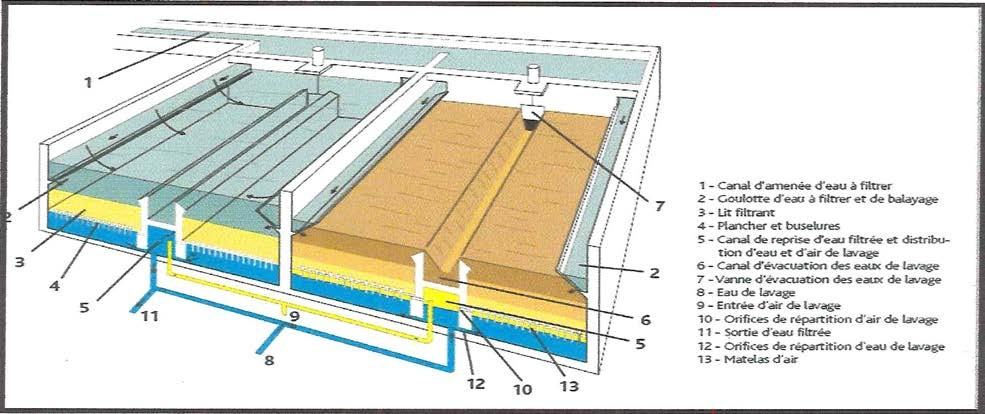 1
2
3
4
5
11
9
8
12
10
13
5
6
2
7
1 - Canal d'amenée d'eau à filtrer
2 - Goulotte d'eau à filtrer et de balayage
3 - Lit filtrant
4 - Plancher et buselures
5 - Canal de reprise d'eau filtrée et distribu-
tion d'eau et d'air de lavage
6 - Canal d'évacuation des eaux de lavage
7 - Vanne d'évacuation des eaux de lavage
8 - Eau de lavage
9 - Entrée d'air de lavage
10 - Orifices de répartition d'air de lavage
11 - Sortie d'eau filtrée
12 - Orifices de répartition d'eau de lavage
13 - Matelas d'air